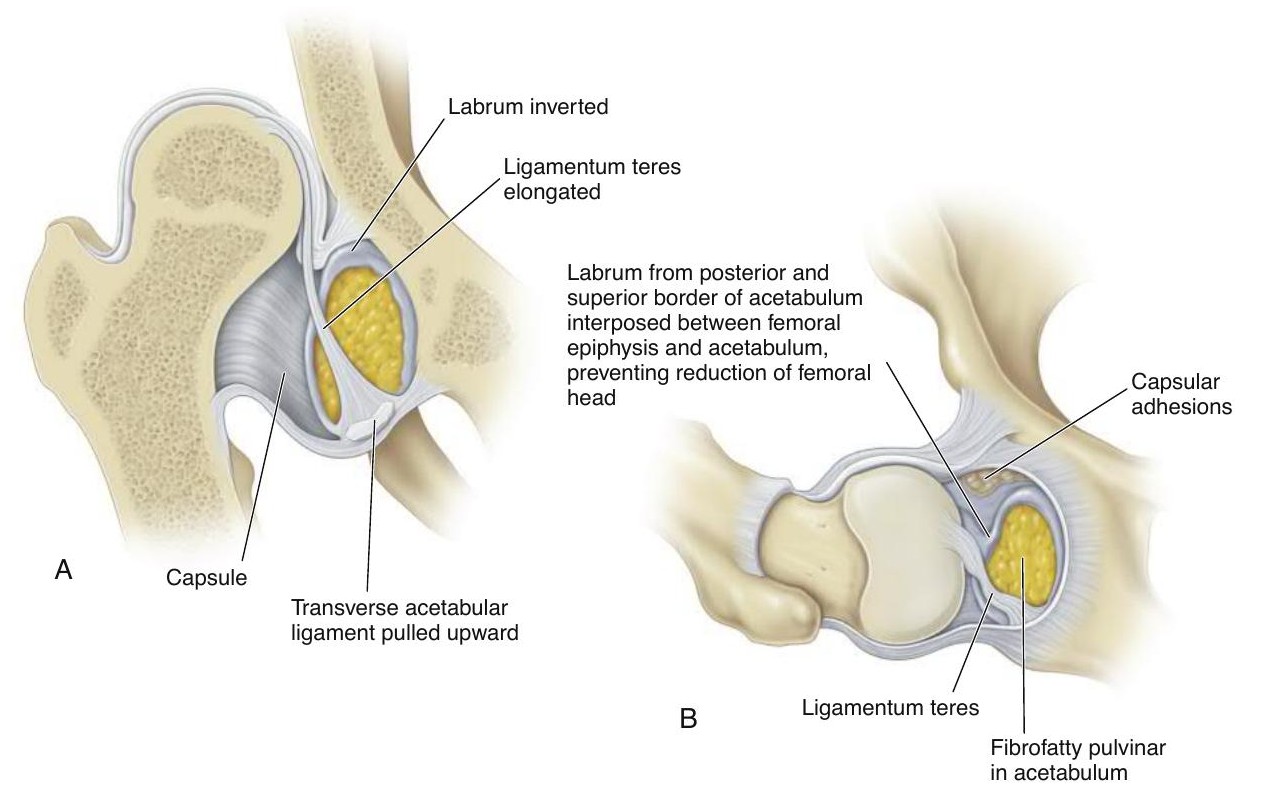 Labrum inverted
Ligamentum teres
elongated
Capsule
Transverse acetabular
ligament pulled upward
A
Labrum from posterior and
superior border of acetabulum
interposed between femoral
epiphysis and acetabulum,
preventing reduction of femoral
head
Capsular
adhesions
Ligamentum teres
Fibrofatty pulvinar
in acetabulum
B